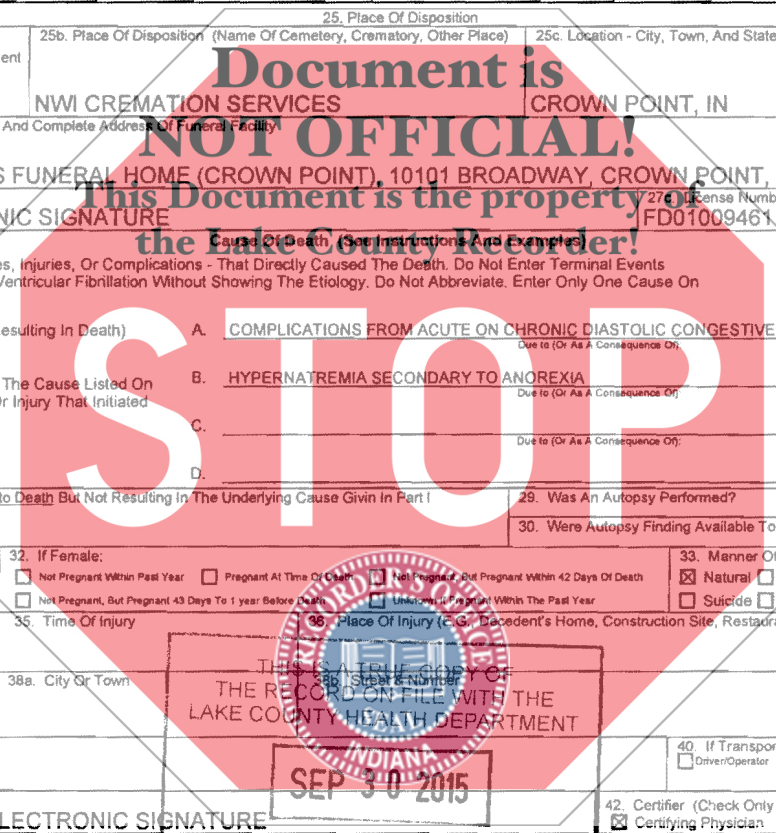 25. Place Of Disposition
25b. Place Of Disposition (Name Of Cemetery, Crematory, Other Place)
25c. Location - City, Town, And State
ent
Document is
NWI CREMATION SERVICES
CROWN POINT, IN
And Complete Address Of Funeral Facility
NOT OFFICIAL!
S FUNERAL HOME (CROWN POINT), 10101 BROADWAY, CROWN POINT,
This Document is the property of
27c. License Numb
NIC SIGNATURE
FD01009461
the Lake County Recorder!
Cause Of Death (See Instructions And Examples)
es, Injuries, Or Complications - That Directly Caused The Death. Do Not Enter Terminal Events
Ventricular Fibrillation Without Showing The Etiology. Do Not Abbreviate. Enter Only One Cause On
STOP
esulting In Death)
A. COMPLICATIONS FROM ACUTE ON CHRONIC DIASTOLIC CONGESTIVE
Due to (Or As A Consequence Of):
The Cause Listed On
B. HYPERNATREMIA SECONDARY TO ANOREXIA
Due to (Or As A Consequence Of):
r Injury That Initiated
C.
Due to (Or As A Consequence Of):
D.
to Death But Not Resulting In The Underlying Cause Givin In Part I
29. Was An Autopsy Performed?
30. Were Autopsy Finding Available To
32. If Female:
33. Manner Of
Not Pregnant Within Past Year
Pregnant At Time Of Death
Not Pregnant, But Pregnant Within 42 Days Of Death
Natural
Not Pregnant, But Pregnant 43 Days To 1 year Before Death
Unknown If Pregnant Within The Past Year
Suicide
35. Time Of Injury
36. Place Of Injury (E.G., Decedent's Home, Construction Site, Restaura
THIS IS A TRUE COPY OF
38a. City Or Town
38b. Street & Number
THE RECORD ON FILE WITH THE
LAKE COUNTY HEALTH DEPARTMENT
SEAL
INDIANA
40. If Transpor
Driver/Operator
SEP 30 2015
42. Certifier (Check Only
LECTRONIC SIGNATURE
Certifying Physician